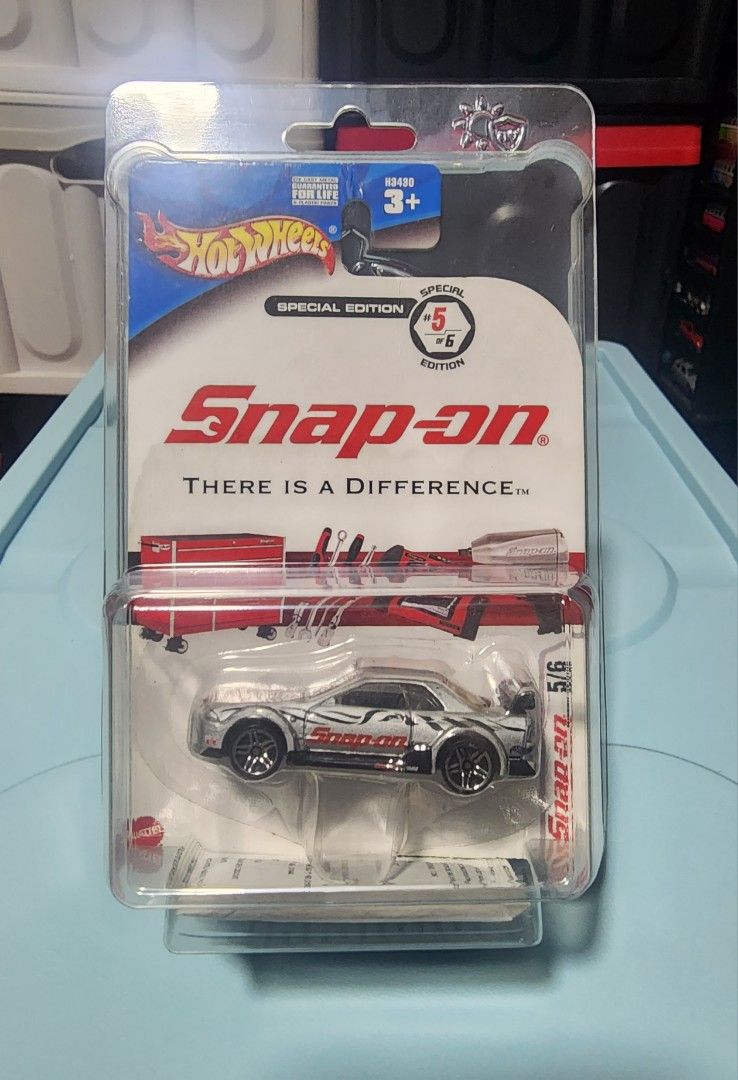 DIE-CAST METAL
GUARANTEED
FOR LIFE
& PLASTIC PARTS
H3430
3+
HOT WHEELS®
SPECIAL EDITION
SPECIAL
#5
OF 6
EDITION
Snap-on®
THERE IS A DIFFERENCE™
Snap-on
Snap-on
5/6
Snap-on
MATTEL